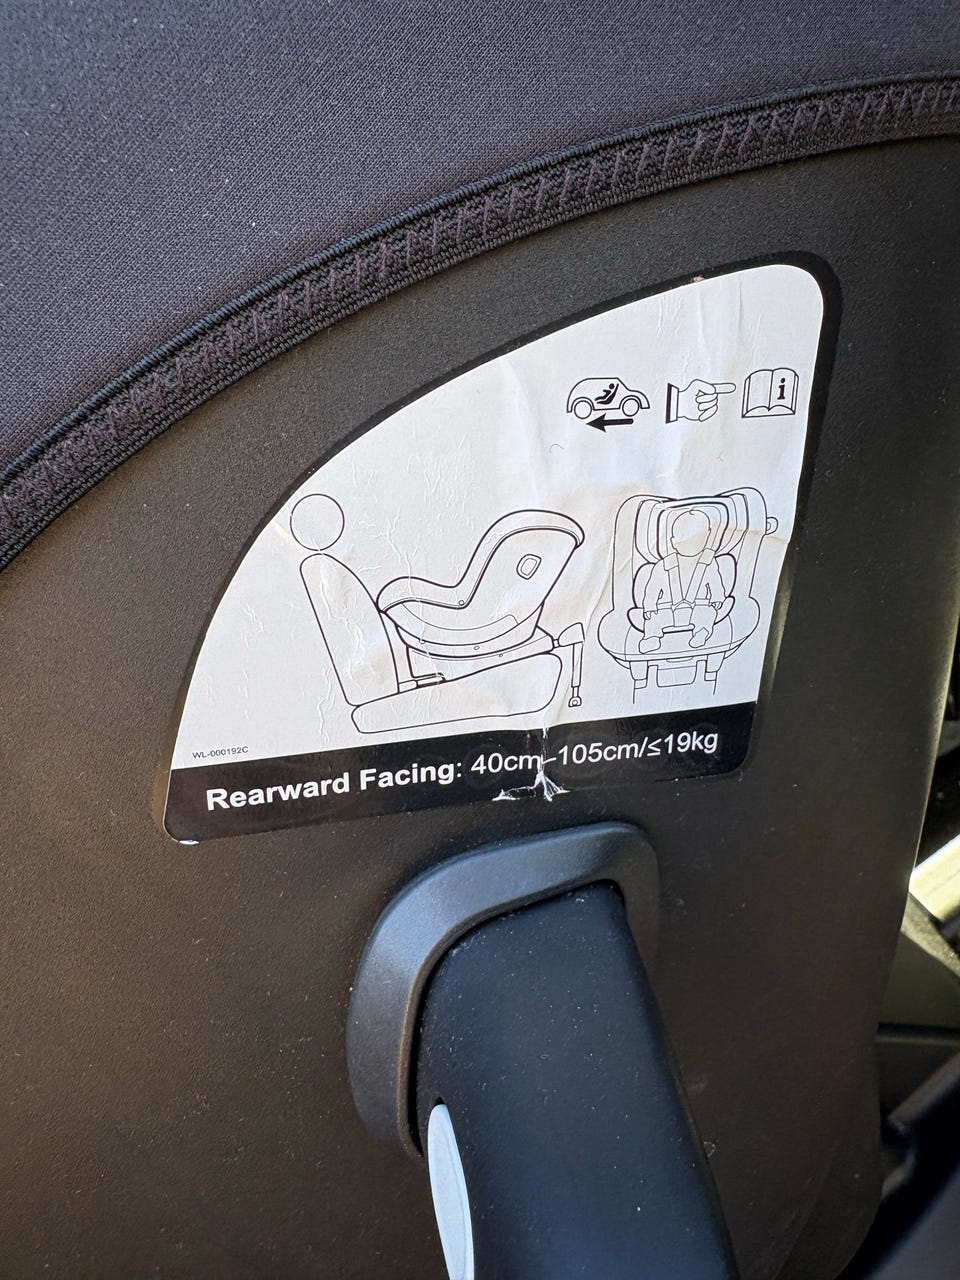 i
WL-000192C
Rearward Facing: 40cm-105cm/≤19kg